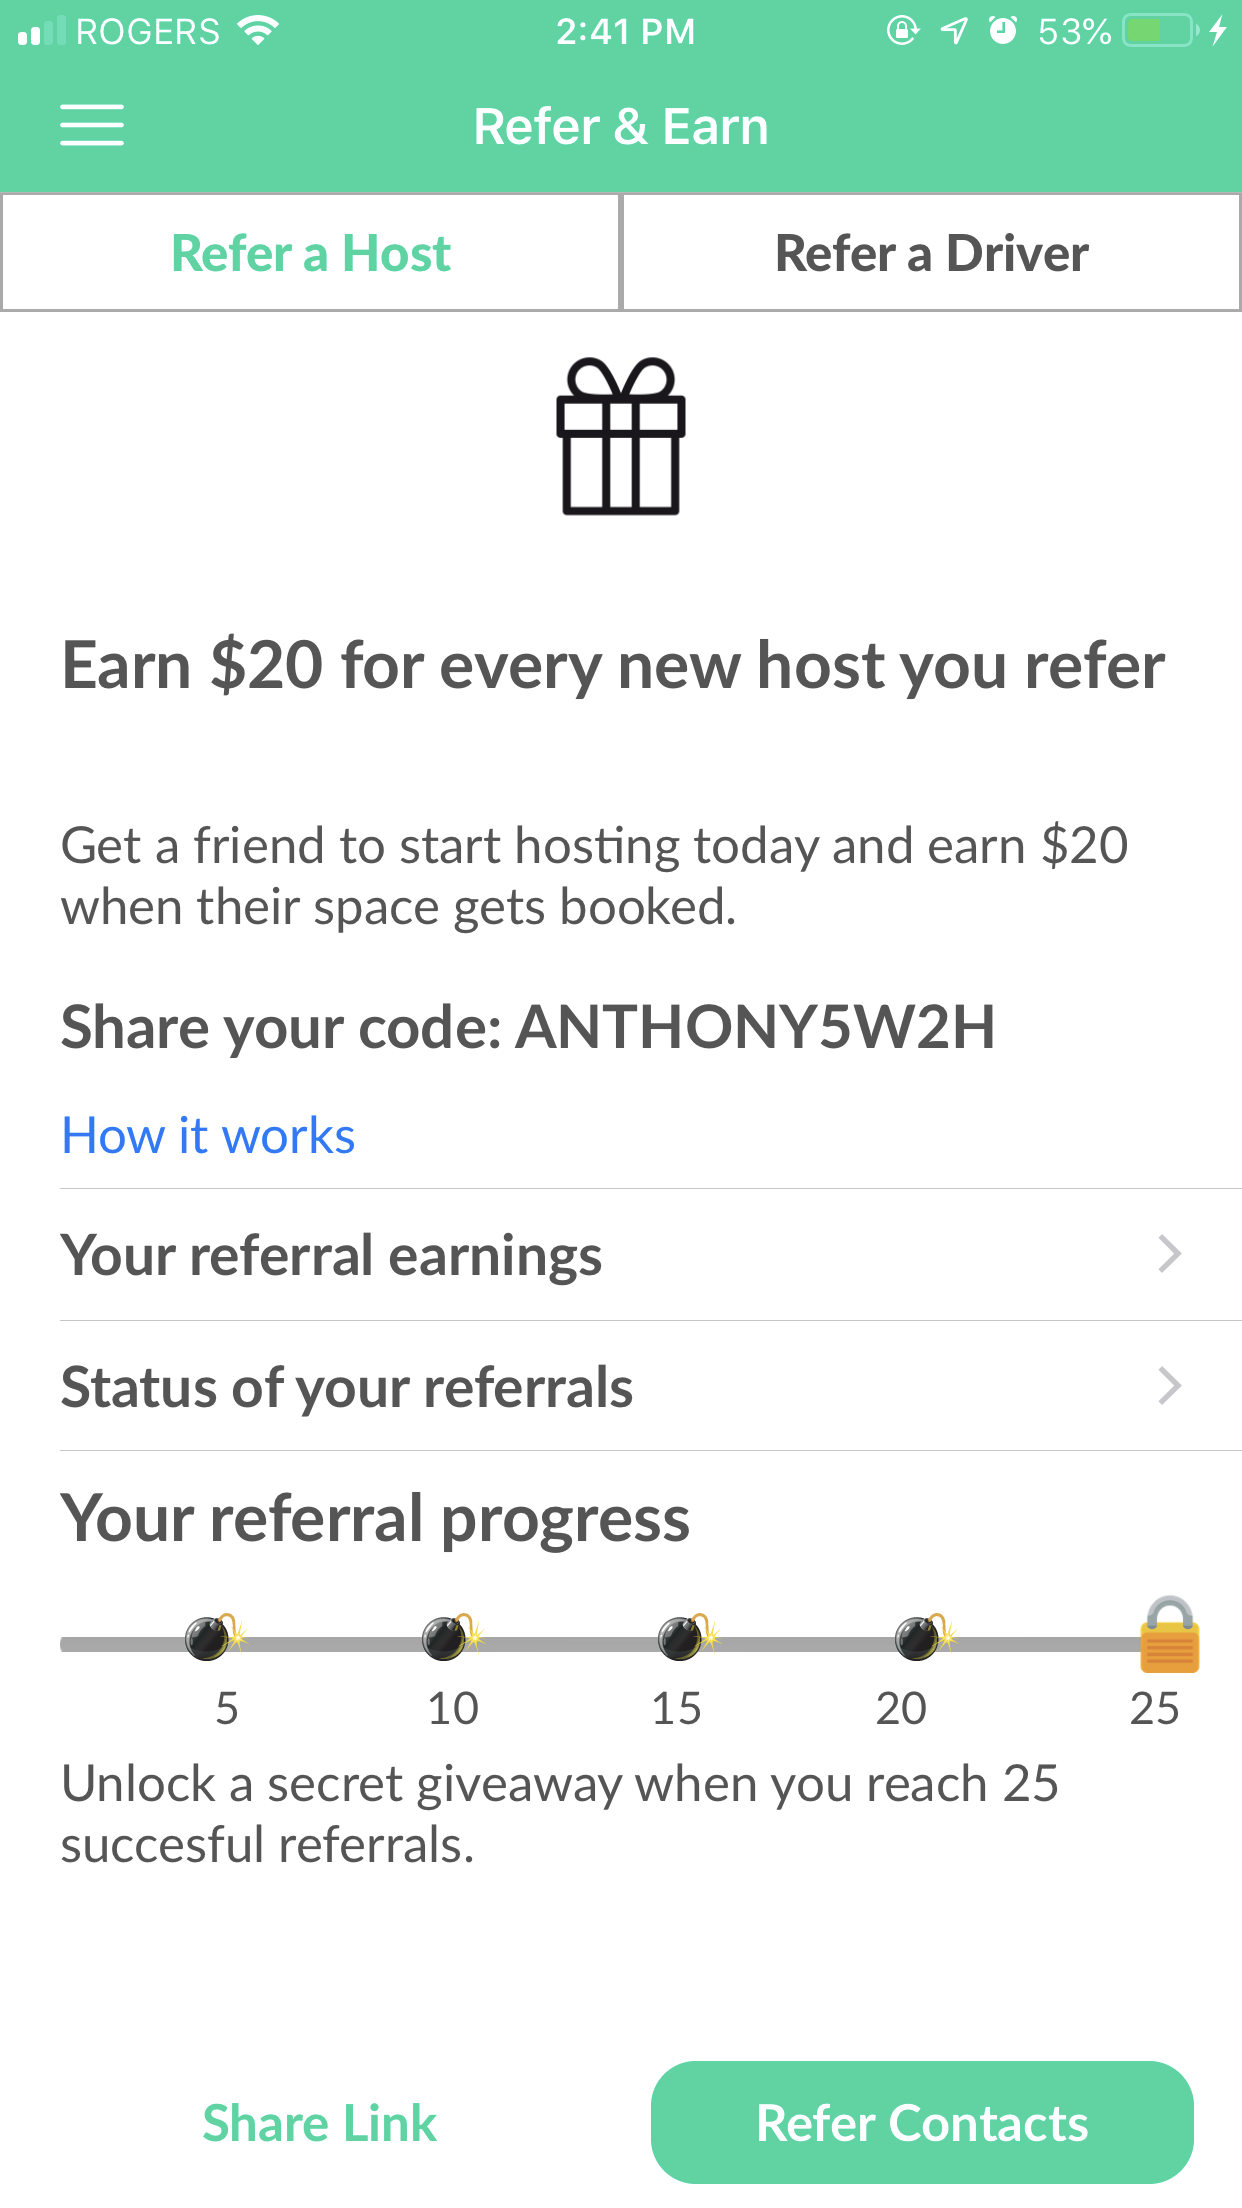 ROGERS 2:41 PM 53%
Refer & Earn
Refer a Host Refer a Driver
Earn $20 for every new host you refer
Get a friend to start hosting today and earn $20
when their space gets booked.
Share your code: ANTHONY5W2H
How it works
Your referral earnings
Status of your referrals
Your referral progress
5 10 15 20 25
Unlock a secret giveaway when you reach 25
succesful referrals.
Share Link Refer Contacts